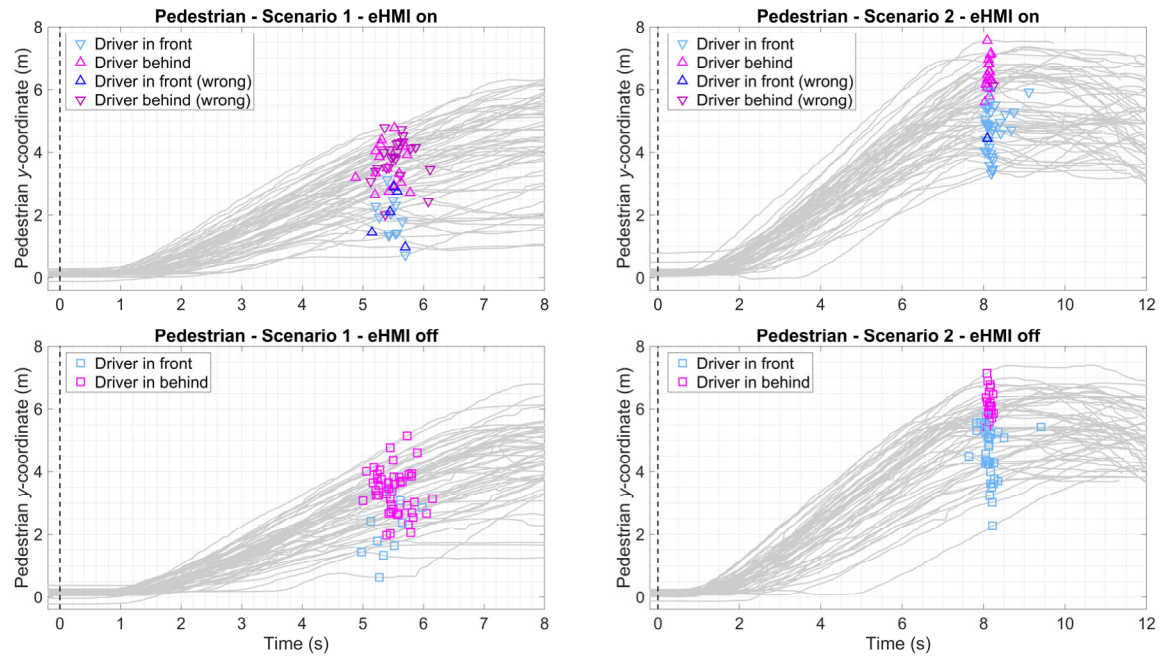 Pedestrian - Scenario 1 - eHMI on
Pedestrian y-coordinate (m)
8
6
4
2
0
Driver in front
Driver behind
Driver in front (wrong)
Driver behind (wrong)
0 1 2 3 4 5 6 7 8
Pedestrian - Scenario 2 - eHMI on
Pedestrian y-coordinate (m)
8
6
4
2
0
Driver in front
Driver behind
Driver in front (wrong)
Driver behind (wrong)
0 2 4 6 8 10 12
Pedestrian - Scenario 1 - eHMI off
Pedestrian y-coordinate (m)
8
6
4
2
0
Driver in front
Driver in behind
0 1 2 3 4 5 6 7 8
Time (s)
Pedestrian - Scenario 2 - eHMI off
Pedestrian y-coordinate (m)
8
6
4
2
0
Driver in front
Driver in behind
0 2 4 6 8 10 12
Time (s)